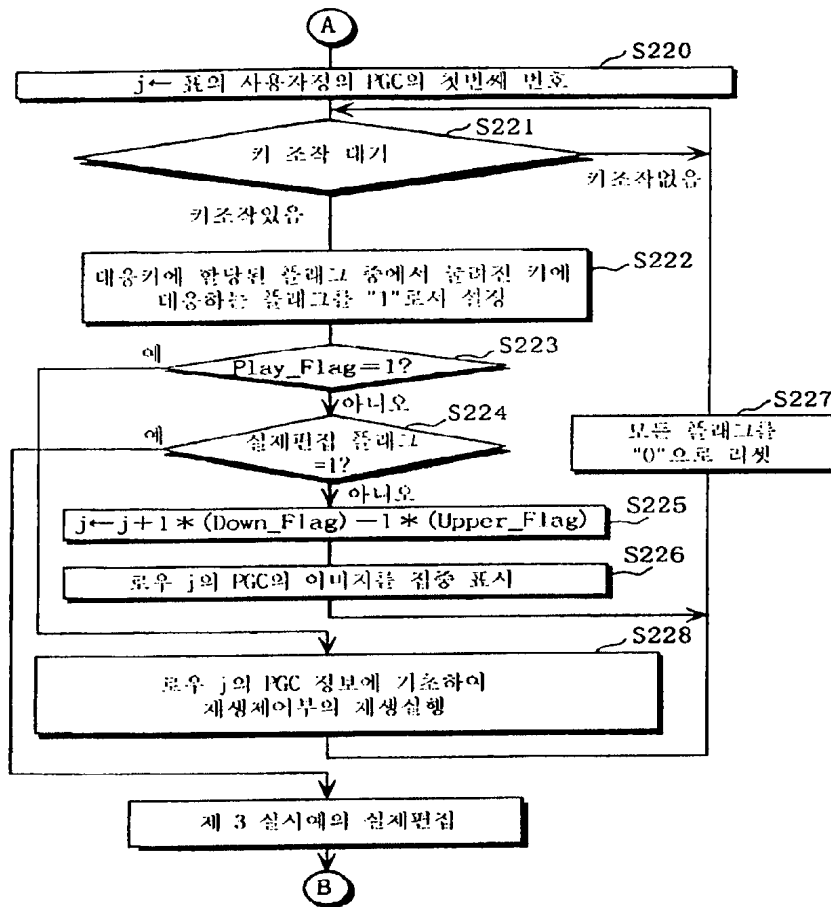 A
S220
j← 표의 사용자정의 PGC의 첫번째 번호
S221
키 조작 대기
키조작없음
키조작있음
S222
대응키에 할당된 플래그 중에서 눌려진 키에
대응하는 플래그를 "1"로서 설정
S223
예
Play_Flag=1?
아니오
S224
예
실제편집 플래그
=1?
아니오
S227
모든 플래그를
"0"으로 리셋
S225
j←j+1*(Down_Flag)-1*(Upper_Flag)
S226
로우 j의 PGC의 이미지를 집중 표시
S228
로우 j의 PGC 정보에 기초하여
재생제어부의 재생실행
제 3 실시예의 실제편집
B